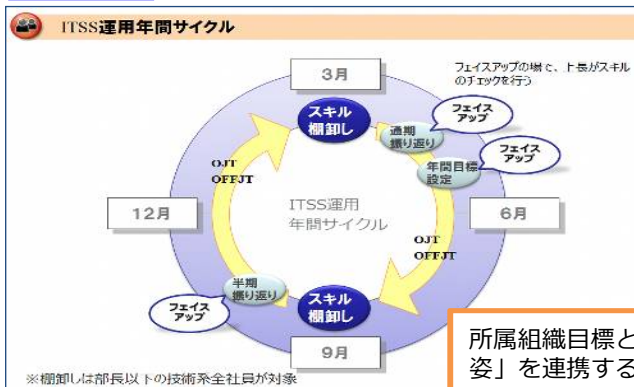 ITSS運用年間サイクル
フェイスアップの場で、上長がスキル
のチェックを行う
3月
スキル
棚卸し
フェイス
アップ
通期
振り返り
フェイス
アップ
年間目標
設定
OJT
OFFJT
ITSS運用
年間サイクル
12月
6月
OJT
OFFJT
半期
振り返り
フェイス
アップ
スキル
棚卸し
9月
所属組織目標と
姿」を連携する
※棚卸しは部長以下の技術系全社員が対象